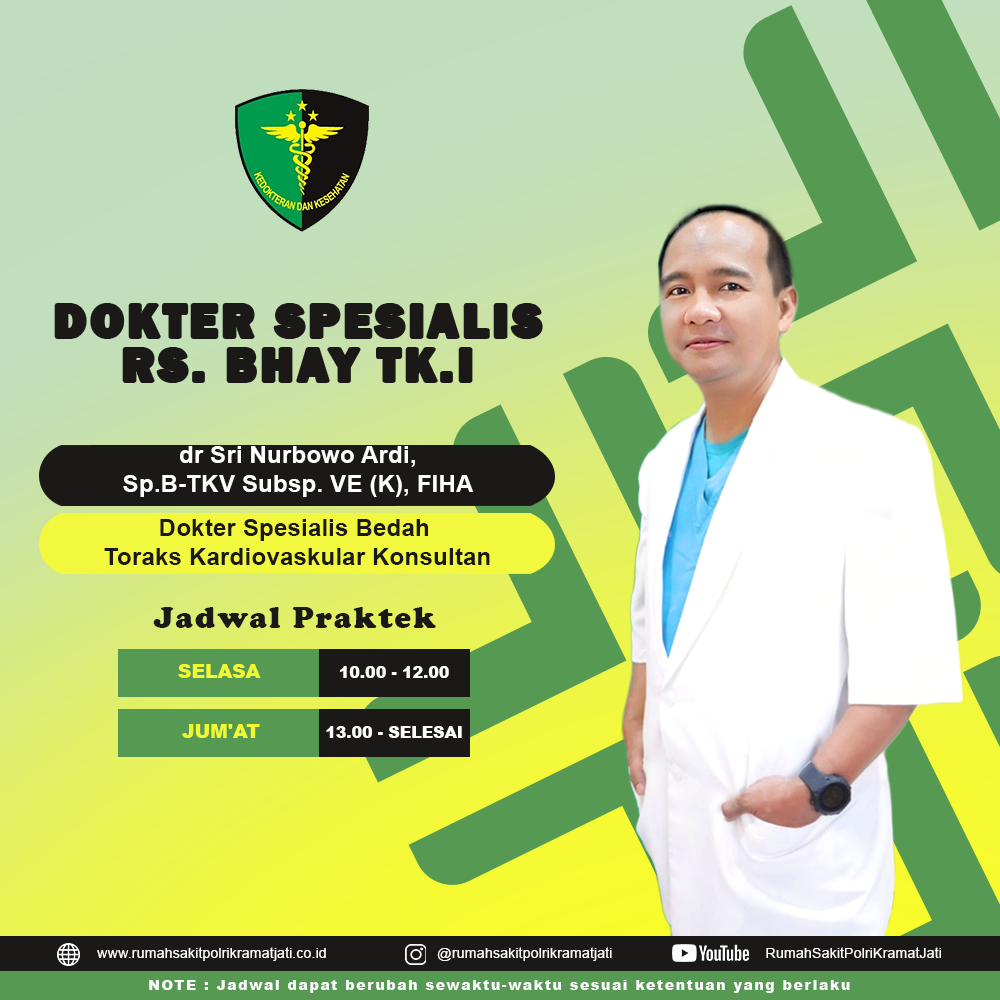 KEDOKTERAN DAN KESEHATAN
DOKTER SPESIALIS
RS. BHAY TK.I
dr Sri Nurbowo Ardi,
Sp.B-TKV Subsp. VE (K), FIHA
Dokter Spesialis Bedah
Toraks Kardiovaskular Konsultan
Jadwal Praktek
SELASA 10.00 - 12.00
JUM'AT 13.00 - SELESAI
www.rumahsakitpolrikramatjati.co.id @rumahsakitpolrikramatjati YouTube RumahSakitPolriKramatJati
NOTE : Jadwal dapat berubah sewaktu-waktu sesuai ketentuan yang berlaku